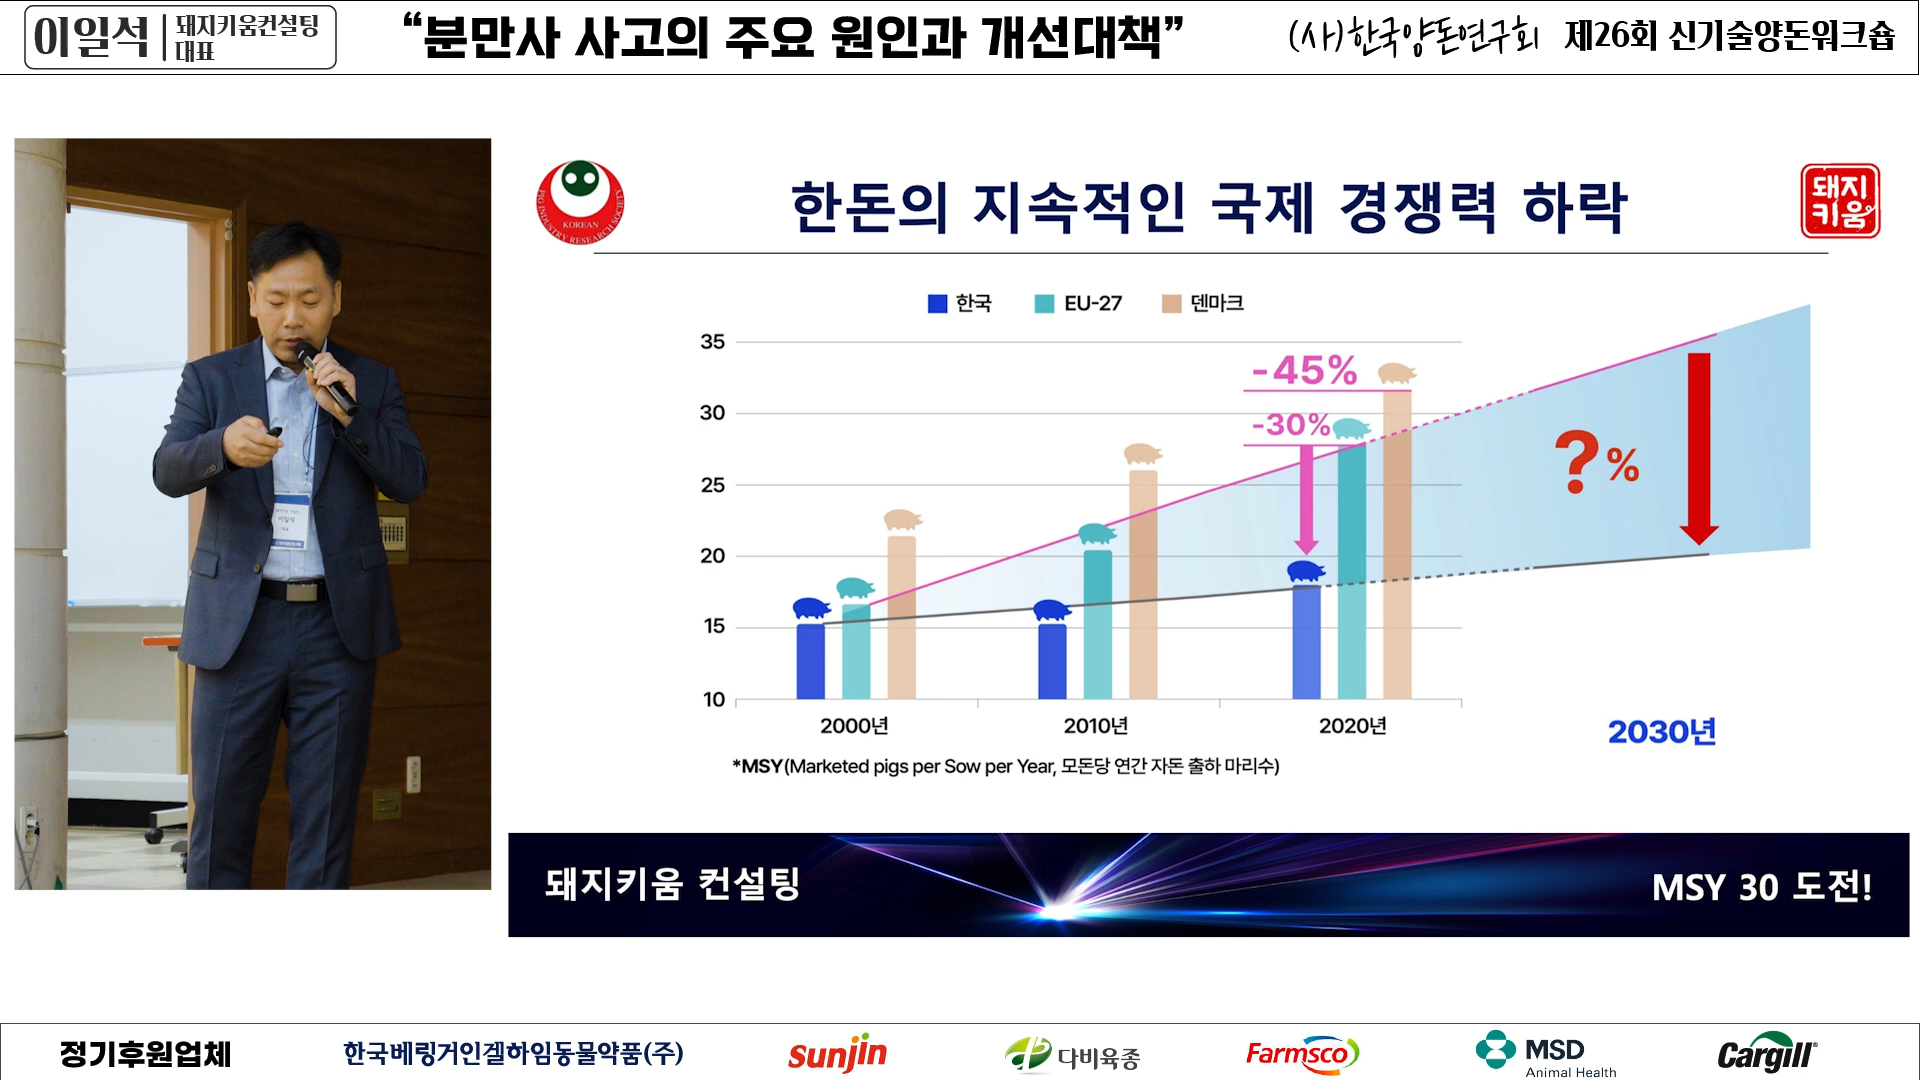 이일석
돼지키움컨설팅
대표
“분만사 사고의 주요 원인과 개선대책”
(사)한국양돈연구회 제26회 신기술양돈워크숍
PIG INDUSTRY RESEARCH SOCIETY
KOREAN
한돈의 지속적인 국제 경쟁력 하락
돼지
키움
한국 EU-27 덴마크
35
30
25
20
15
10
-45%
-30%
?%
2000년 2010년 2020년 2030년
*MSY(Marketed pigs per Sow per Year, 모돈당 연간 자돈 출하 마리수)
돼지키움 컨설팅
MSY 30 도전!
이일석
정기후원업체
한국베링거인겔하임동물약품(주)
Sunjin
다비육종
Farmsco
MSD
Animal Health
Cargill